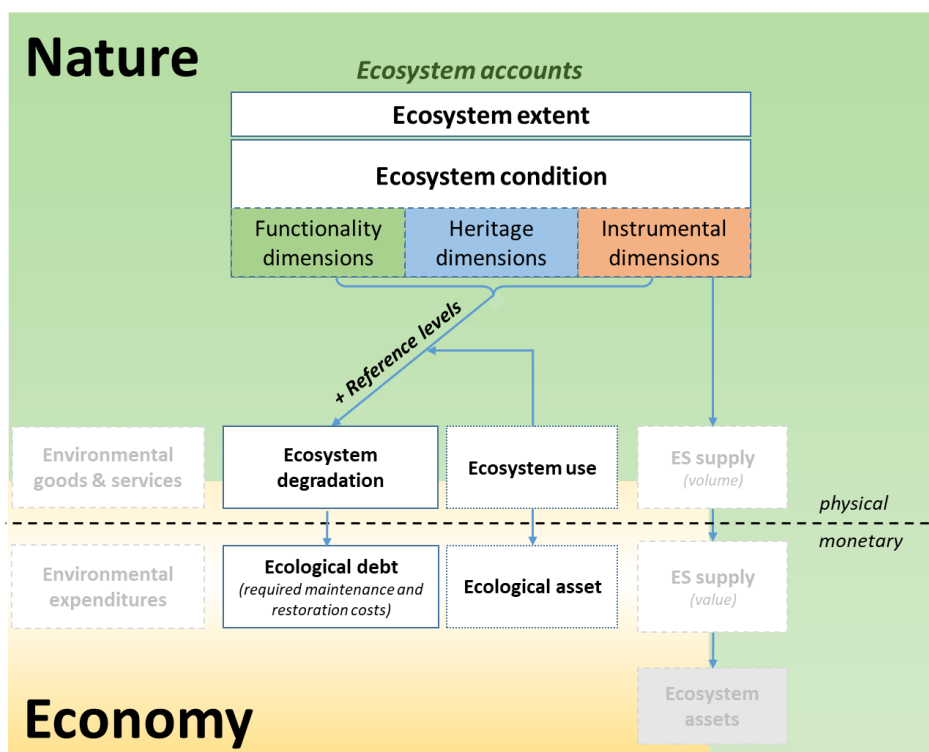 Nature
Ecosystem accounts
Ecosystem extent
Ecosystem condition
Functionality
dimensions
Heritage
dimensions
Instrumental
dimensions
+ Reference levels
Environmental
goods & services
Ecosystem
degradation
Ecosystem use
ES supply
(volume)
physical
monetary
Environmental
expenditures
Ecological debt
(required maintenance and
restoration costs)
Ecological asset
ES supply
(value)
Ecosystem
assets
Economy